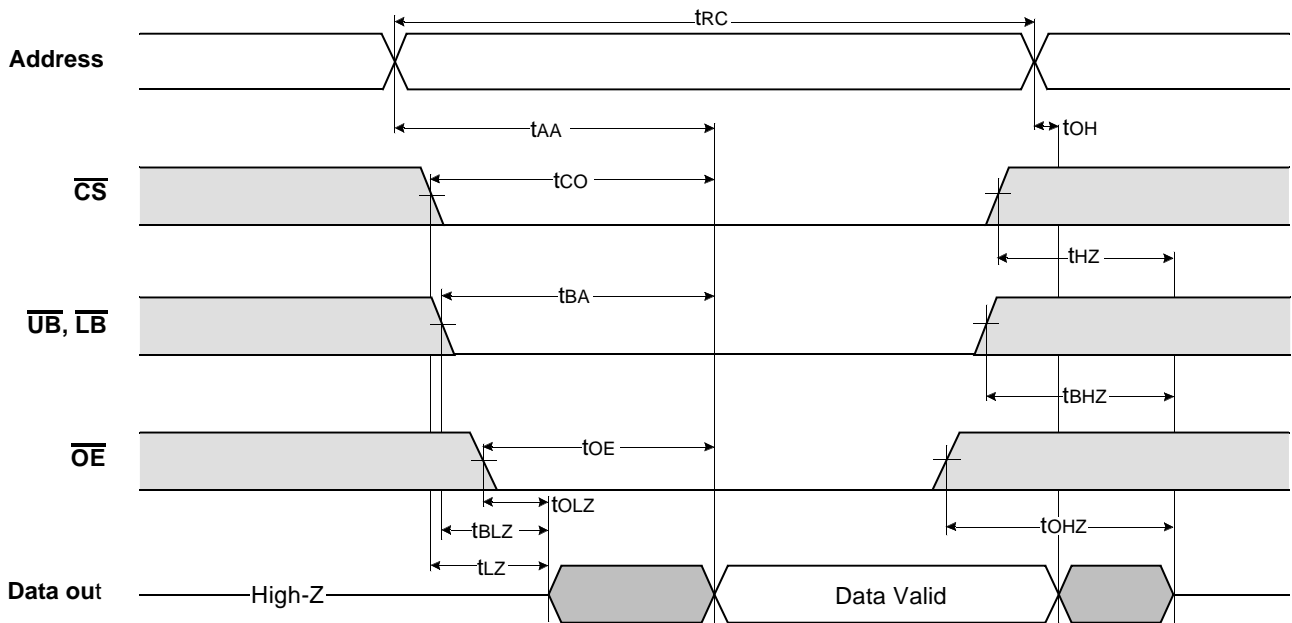 tRC
Address
tAA
tOH
CS
tCO
tHZ
UB, LB
tBA
tBHZ
OE
tOE
tOLZ
tOHZ
tBLZ
tLZ
Data out
High-Z
Data Valid